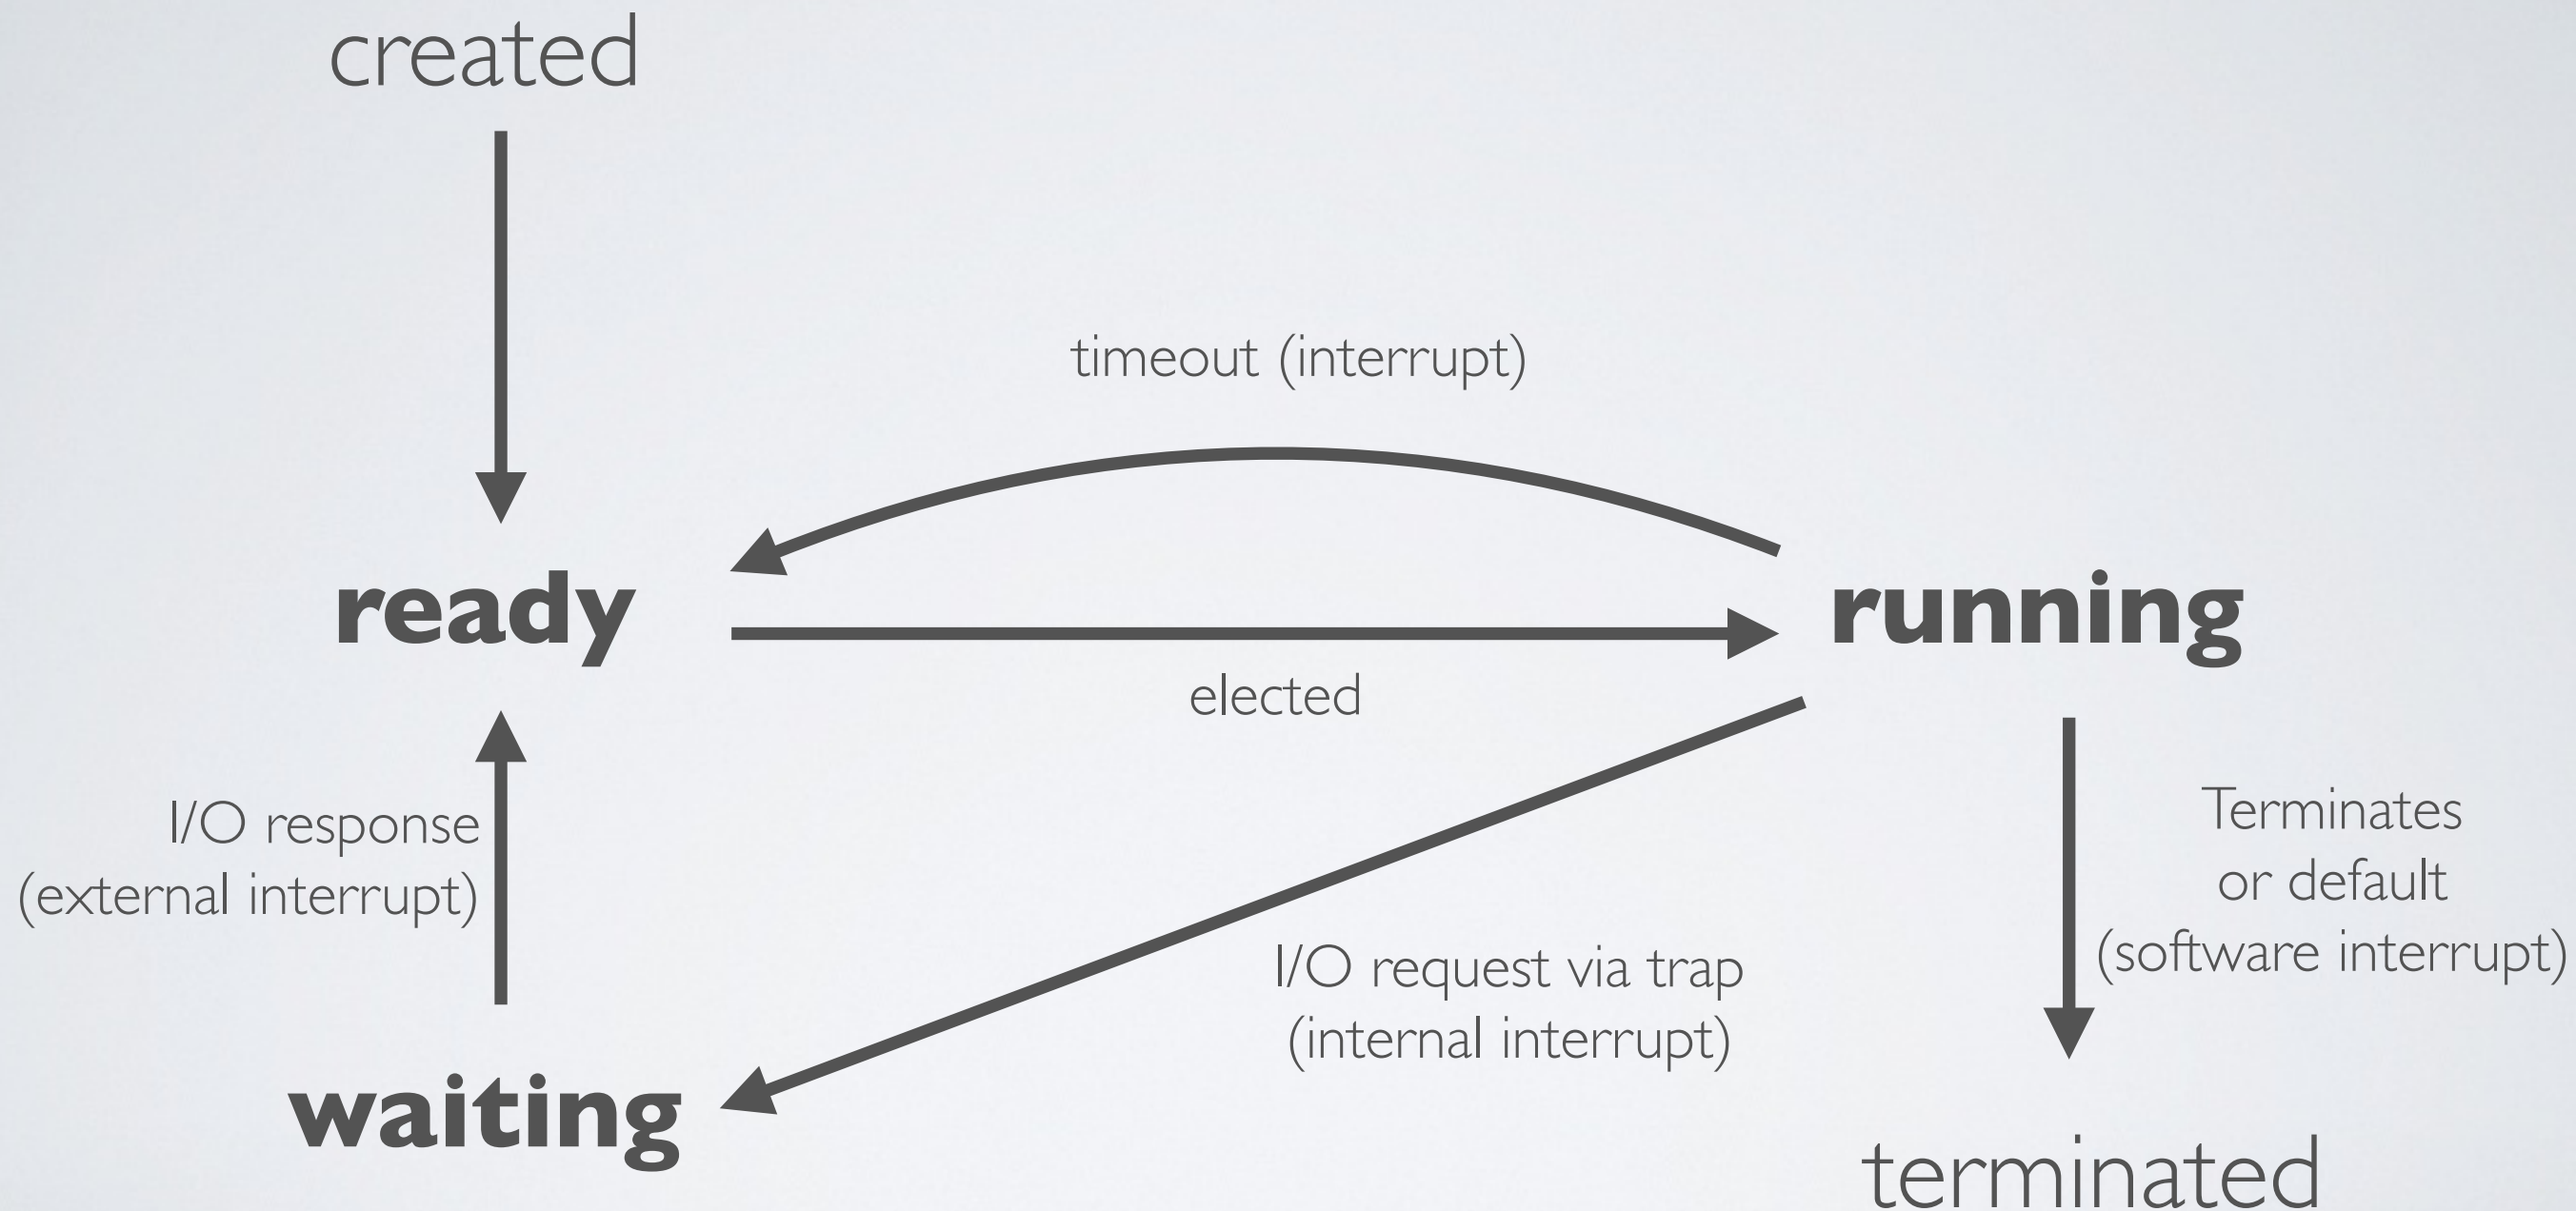 created
timeout (interrupt)
ready
running
elected
I/O response
(external interrupt)
Terminates
or default
(software interrupt)
I/O request via trap
(internal interrupt)
waiting
terminated